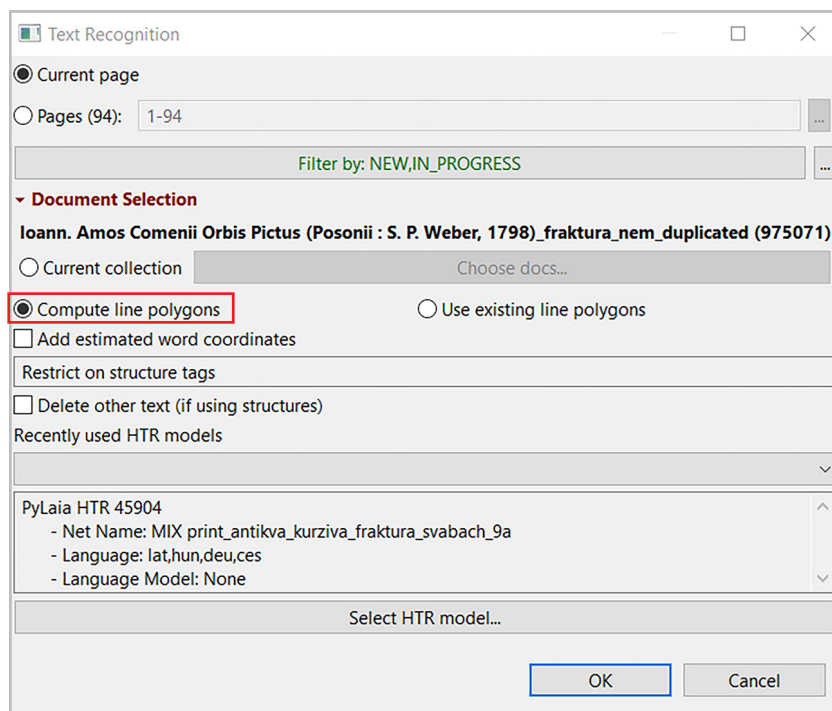 Text Recognition
Current page
Pages (94): 1-94 ...
Filter by: NEW,IN_PROGRESS ...
Document Selection
Ioann. Amos Comenii Orbis Pictus (Posonii : S. P. Weber, 1798)_fraktura_nem_duplicated (975071)
Current collection Choose docs...
Compute line polygons Use existing line polygons
Add estimated word coordinates
Restrict on structure tags
Delete other text (if using structures)
Recently used HTR models
PyLaia HTR 45904
- Net Name: MIX print_antikva_kurziva_fraktura_svabach_9a
- Language: lat,hun,deu,ces
- Language Model: None
Select HTR model...
OK Cancel